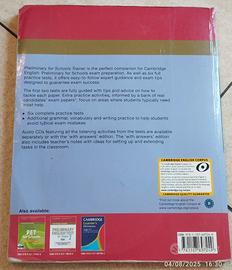 Preliminary for Schools Trainer is the perfect companion for Cambridge
English: Preliminary for Schools exam preparation. As well as six full
practice tests, it offers easy-to-follow expert guidance and exam tips
designed to guarantee exam success.
The first two tests are fully guided with tips and advice on how to
tackle each paper. Extra practice activities, informed by a bank of real
candidates' exam papers, focus on areas where students typically
need most help.
• Six complete practice tests
• Additional grammar, vocabulary and writing practice to help students
avoid typical exam mistakes
Audio CDs featuring all the listening activities from the tests are available
separately or with the 'with answers' edition. The 'with answers' edition
also includes teacher's notes with ideas for setting up and extending
tasks in the classroom.
CAMBRIDGE ENGLISH CORPUS
CAMBRIDGE QUALITY GUARANTEE
Also available:
PET
CAMBRIDGE
04/08/2025 16:30